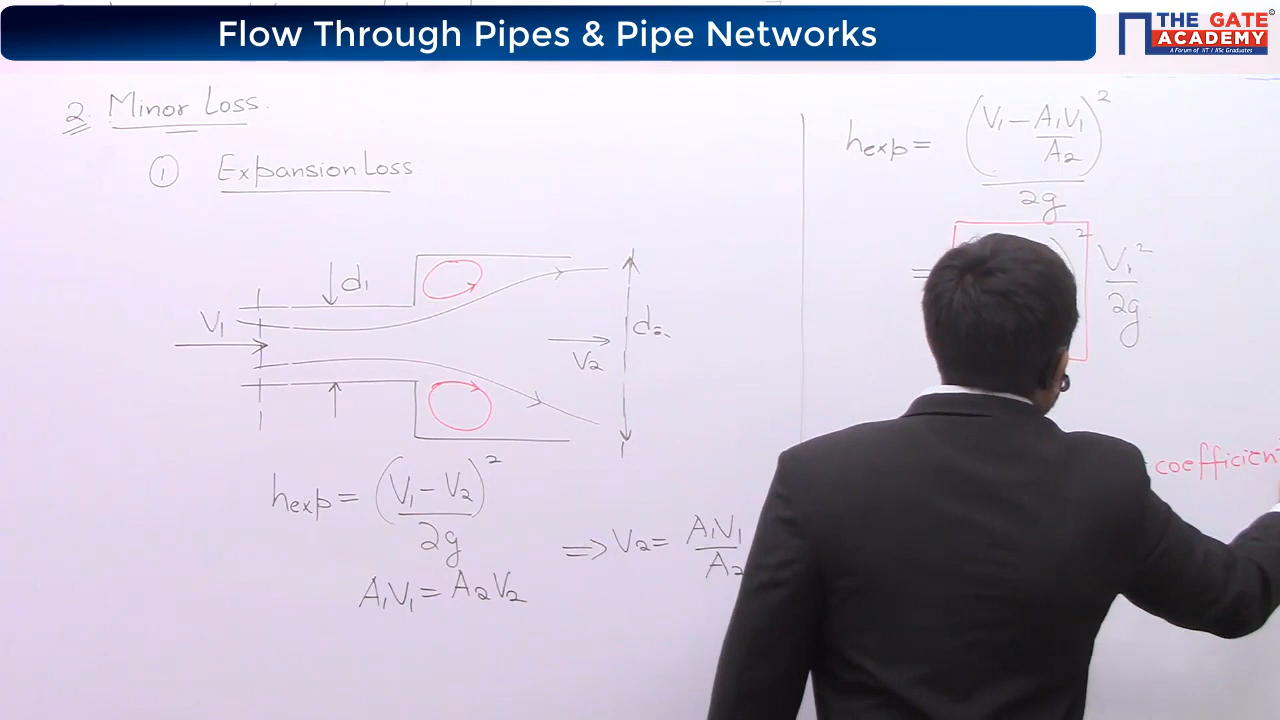 Flow Through Pipes & Pipe Networks
THE GATE
ACADEMY
A Forum of IIT / IISc Graduates
2. Minor Loss.
① Expansion Loss
d₁
V₁
V₂
d₂
hexp = (V₁ – V₂)²
2g
A₁V₁ = A₂V₂
⇒ V₂ = A₁V₁
A₂
hexp = (V₁ – A₁V₁)²
A₂
2g
= )² V₁²
2g
coefficient